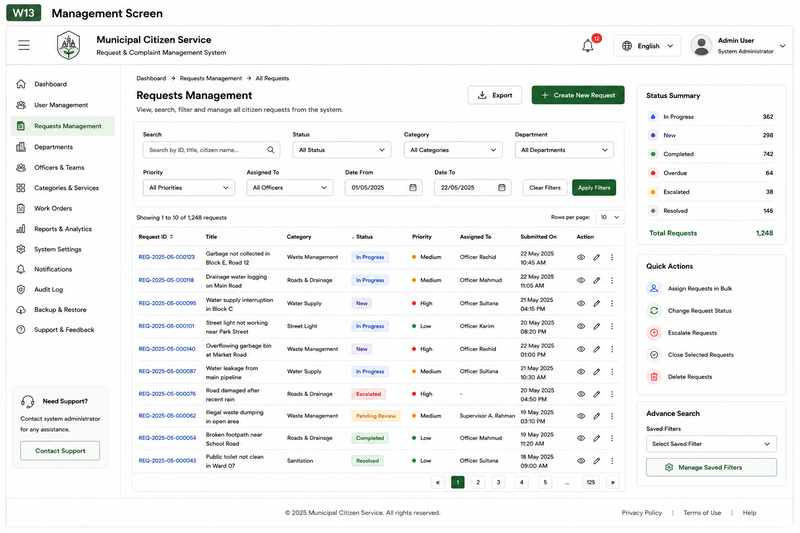 W13 Management Screen
Municipal Citizen Service
Request & Complaint Management System
12
English
Admin User
System Administrator
Dashboard
User Management
Requests Management
Departments
Officers & Teams
Categories & Services
Work Orders
Reports & Analytics
System Settings
Notifications
Audit Log
Backup & Restore
Support & Feedback
Need Support?
Contact system administrator
for any assistance.
Contact Support
Dashboard → Requests Management → All Requests
Requests Management
View, search, filter and manage all citizen requests from the system.
Export
+ Create New Request
Search Status Category Department
Search by ID, title, citizen name... All Status All Categories All Departments
Priority Assigned To Date From Date To
All Priorities All Officers 01/05/2025 22/05/2025 Clear Filters Apply Filters
Showing 1 to 10 of 1,248 requests Rows per page: 10
Request ID Title Category Status Priority Assigned To Submitted On Action
REQ-2025-05-000123 Garbage not collected in Block E, Road 12 Waste Management In Progress Medium Officer Rashid 22 May 2025 10:45 AM
REQ-2025-05-000118 Drainage water logging on Main Road Roads & Drainage In Progress Medium Officer Mahmud 22 May 2025 11:05 AM
REQ-2025-05-000095 Water supply interruption in Block C Water Supply New High Officer Sultana 21 May 2025 04:15 PM
REQ-2025-05-000101 Street light not working near Park Street Street Light In Progress Low Officer Karim 20 May 2025 08:20 PM
REQ-2025-05-000140 Overflowing garbage bin at Market Road Waste Management New High Officer Rashid 22 May 2025 01:00 PM
REQ-2025-05-000087 Water leakage from main pipeline Water Supply In Progress Medium Officer Sultana 21 May 2025 10:30 AM
REQ-2025-05-000076 Road damaged after recent rain Roads & Drainage Escalated High - 20 May 2025 04:50 PM
REQ-2025-05-000062 Illegal waste dumping in open area Waste Management Pending Review Medium Supervisor A. Rahman 19 May 2025 03:10 PM
REQ-2025-05-000054 Broken footpath near School Road Roads & Drainage Completed Low Officer Mahmud 19 May 2025 11:20 AM
REQ-2025-05-000043 Public toilet not clean in Ward 07 Sanitation Resolved Low Officer Sultana 18 May 2025 09:00 AM
« 1 2 3 4 5 ... 125 »
Status Summary
In Progress 362
New 298
Completed 742
Overdue 64
Escalated 38
Resolved 146
Total Requests 1,248
Quick Actions
Assign Requests in Bulk
Change Request Status
Escalate Requests
Close Selected Requests
Delete Requests
Advance Search
Saved Filters
Select Saved Filter
Manage Saved Filters
© 2025 Municipal Citizen Service. All rights reserved.
Privacy Policy | Terms of Use | Help